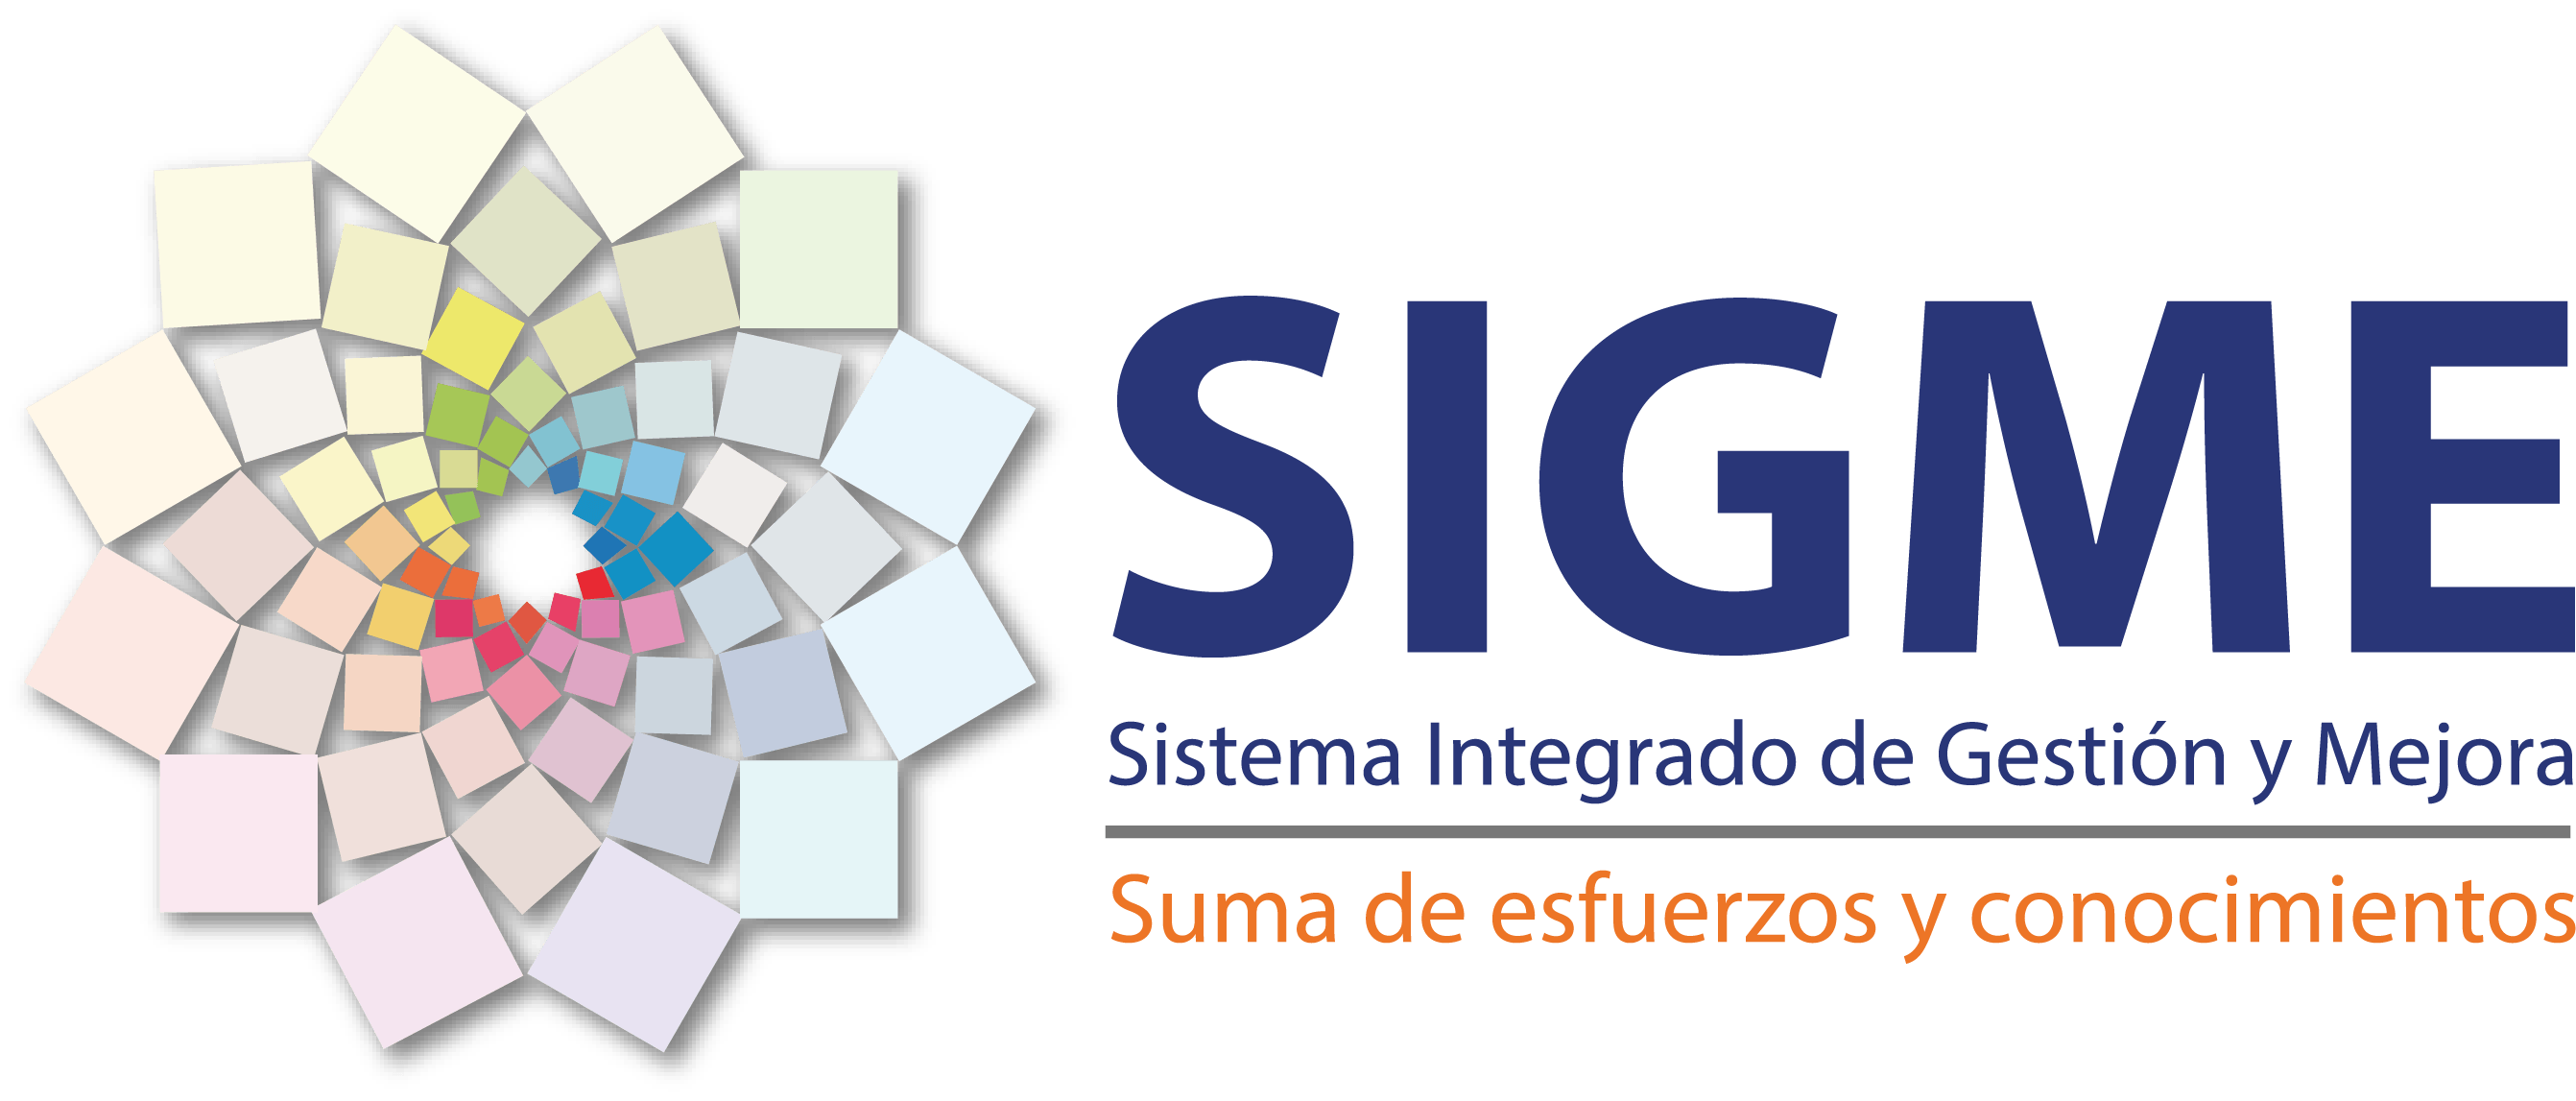 SIGME
Sistema Integrado de Gestión y Mejora
Suma de esfuerzos y conocimientos